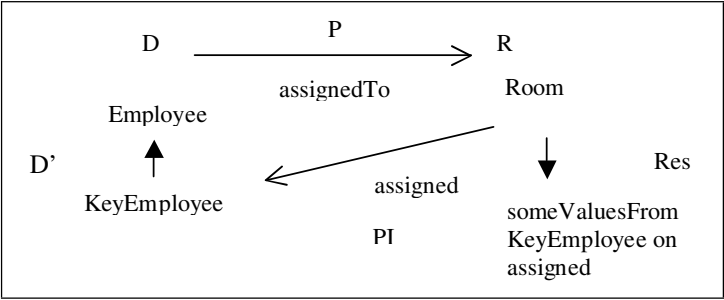 P
D
R
assignedTo
Room
Employee
D’
Res
assigned
KeyEmployee
someValuesFrom
KeyEmployee on
assigned
PI